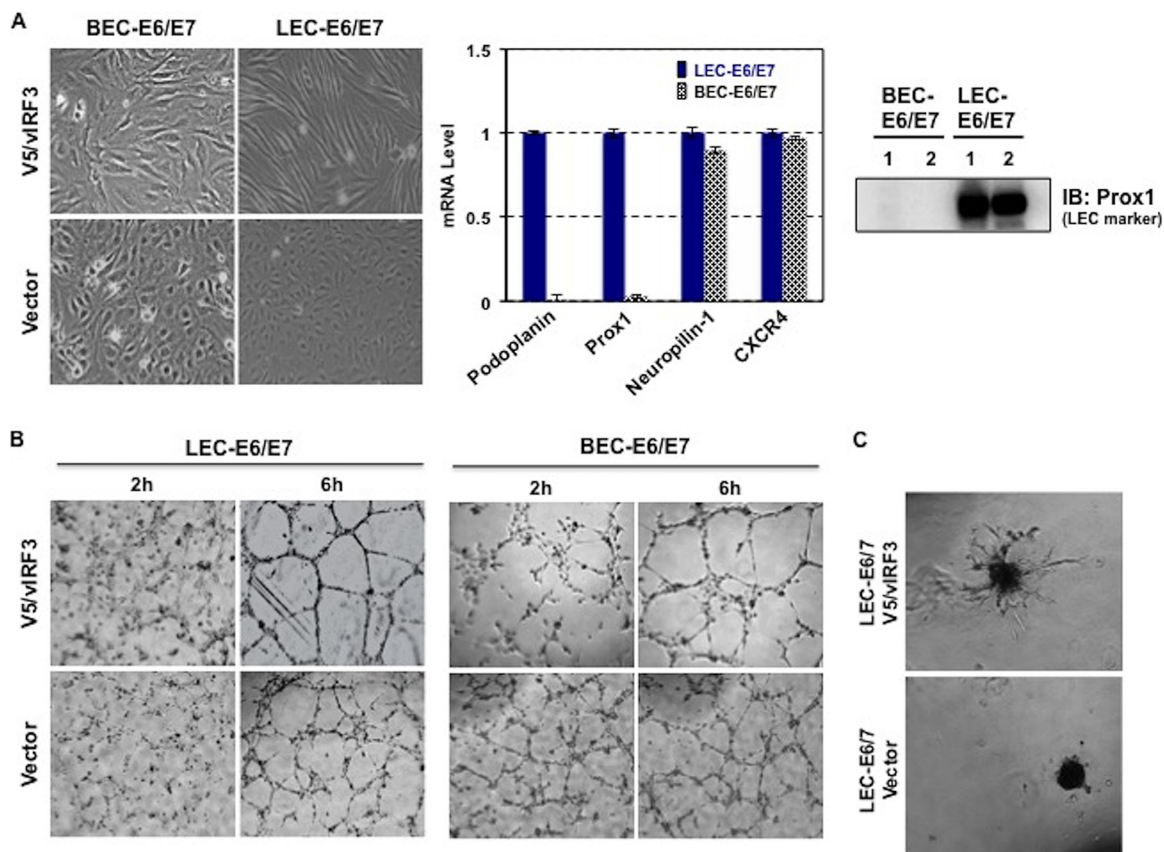 A
BEC-E6/E7 LEC-E6/E7
V5/vIRF3
Vector
mRNA Level
1.5
1
0.5
0
LEC-E6/E7
BEC-E6/E7
Podoplanin
Prox1
Neuropilin-1
CXCR4
BEC- LEC-
E6/E7 E6/E7
1 2 1 2
IB: Prox1
(LEC marker)
B
LEC-E6/E7 BEC-E6/E7
2h 6h 2h 6h
V5/vIRF3
Vector
C
LEC-E6/7
V5/vIRF3
LEC-E6/7
Vector